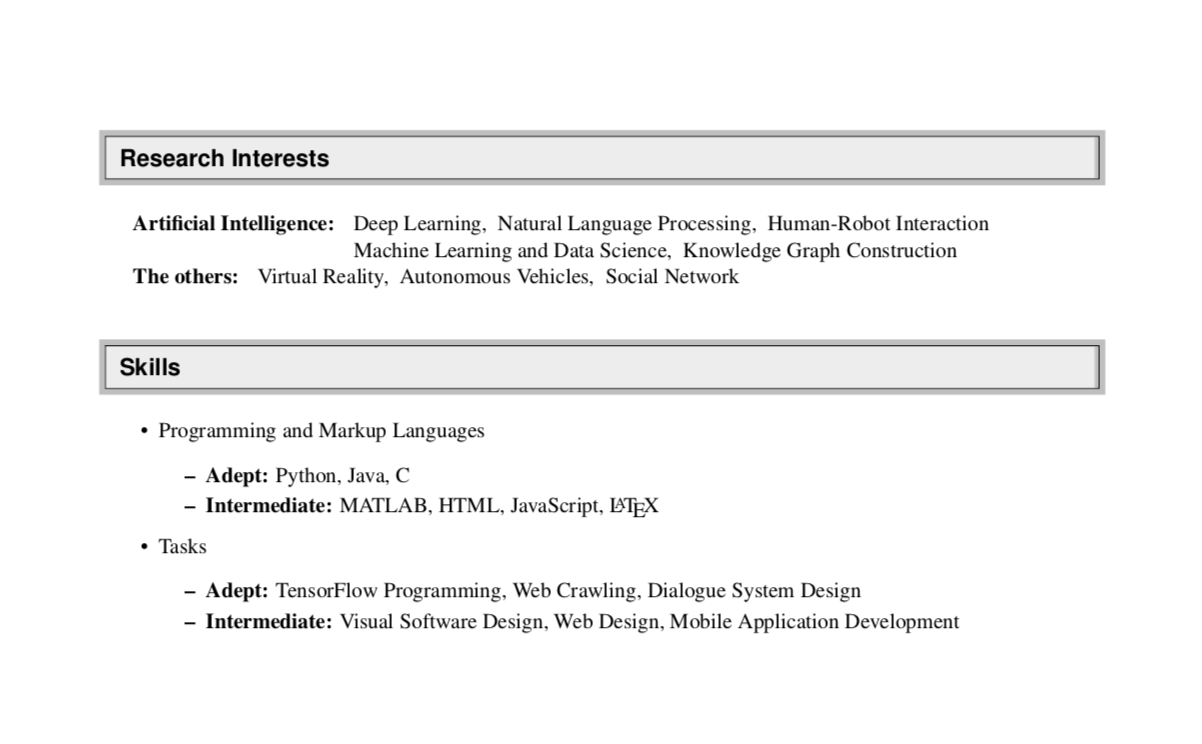 Research Interests
Artificial Intelligence: Deep Learning, Natural Language Processing, Human-Robot Interaction
Machine Learning and Data Science, Knowledge Graph Construction
The others: Virtual Reality, Autonomous Vehicles, Social Network
Skills
• Programming and Markup Languages
– Adept: Python, Java, C
– Intermediate: MATLAB, HTML, JavaScript, LATEX
• Tasks
– Adept: TensorFlow Programming, Web Crawling, Dialogue System Design
– Intermediate: Visual Software Design, Web Design, Mobile Application Development